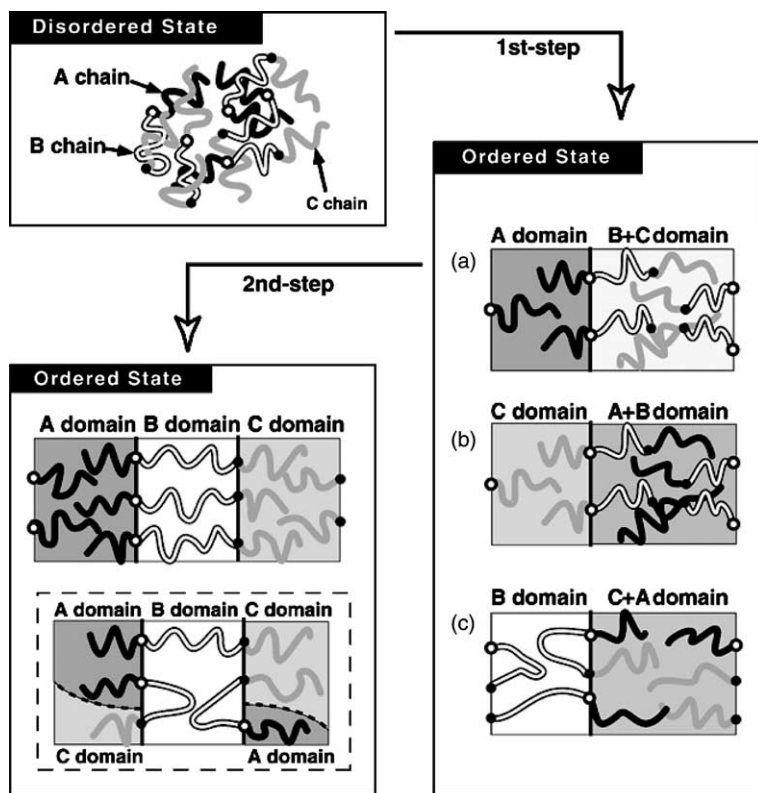 Disordered State
1st-step
A chain
B chain
C chain
Ordered State
A domain B+C domain
(a)
2nd-step
Ordered State
A domain B domain C domain
C domain A+B domain
(b)
A domain B domain C domain
B domain C+A domain
(c)
C domain A domain